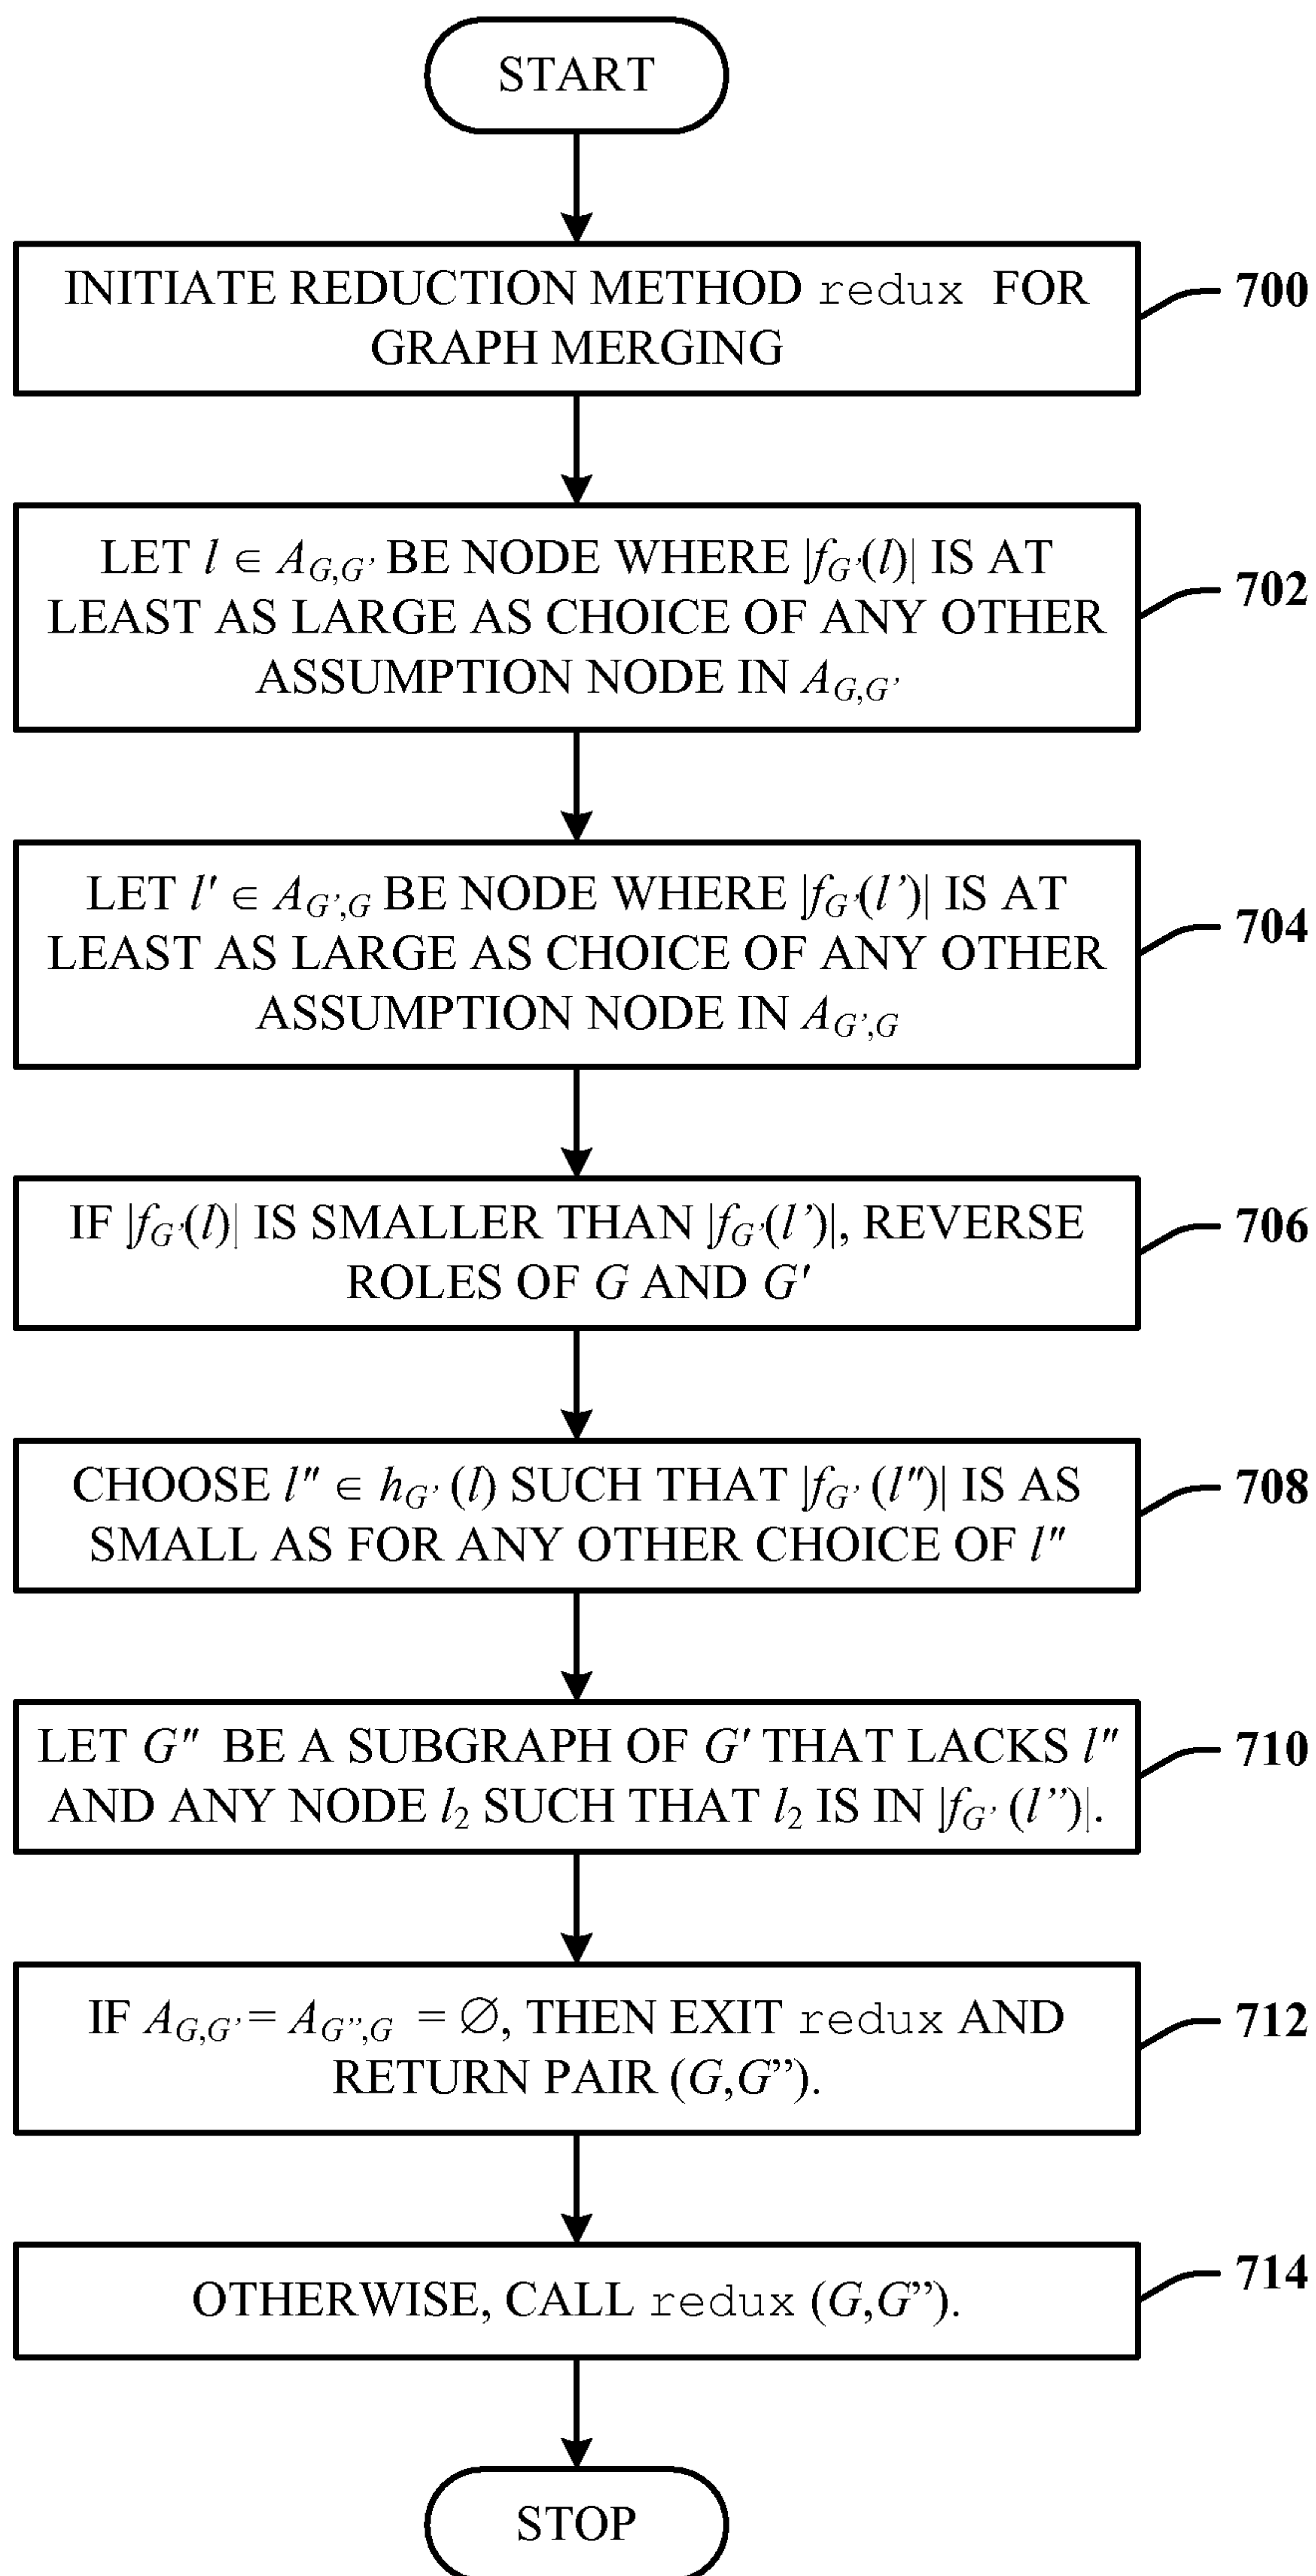 START
INITIATE REDUCTION METHOD redux FOR
GRAPH MERGING
700
LET l ∈ A_{G,G'} BE NODE WHERE |f_{G'}(l)| IS AT
LEAST AS LARGE AS CHOICE OF ANY OTHER
ASSUMPTION NODE IN A_{G,G'}
702
LET l' ∈ A_{G',G} BE NODE WHERE |f_{G'}(l')| IS AT
LEAST AS LARGE AS CHOICE OF ANY OTHER
ASSUMPTION NODE IN A_{G',G}
704
IF |f_{G'}(l)| IS SMALLER THAN |f_{G'}(l')|, REVERSE
ROLES OF G AND G'
706
CHOOSE l" ∈ h_{G'} (l) SUCH THAT |f_{G'} (l")| IS AS
SMALL AS FOR ANY OTHER CHOICE OF l"
708
LET G" BE A SUBGRAPH OF G' THAT LACKS l"
AND ANY NODE l₂ SUCH THAT l₂ IS IN |f_{G'} (l")|.
710
IF A_{G,G'} = A_{G",G} = ∅, THEN EXIT redux AND
RETURN PAIR (G,G").
712
OTHERWISE, CALL redux (G,G").
714
STOP